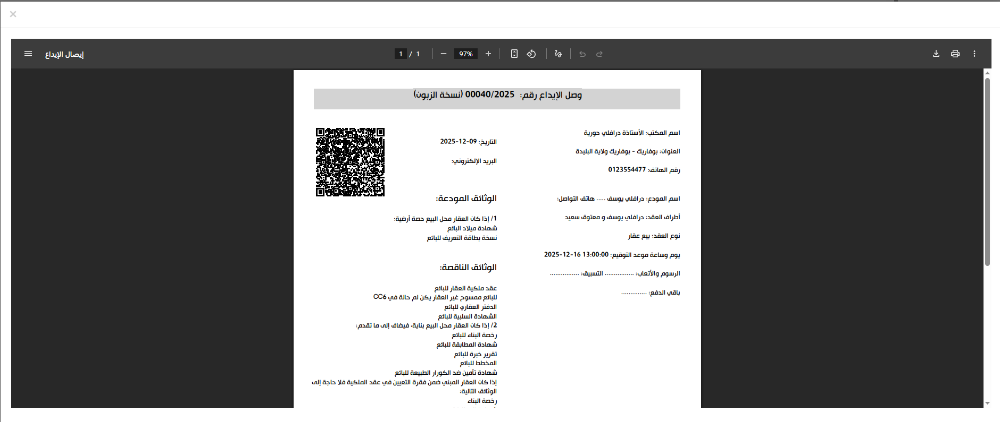 إيصال الإيداع
1 / 1
97%
وصل الإيداع رقم: 00040/2025 (نسخة الزبون)
اسم المكتب: الأستاذة درافلي حورية
العنوان: بوفاريك - بوفاريك ولاية البليدة
رقم الهاتف: 0123554477
التاريخ: 09-12-2025
البريد الإلكتروني:
اسم المودع: درافلي يوسف ..... هاتف التواصل:
أطراف العقد: درافلي يوسف و معتوق سعيد
نوع العقد: بيع عقار
يوم وساعة موعد التوقيع: 13:00:00 16-12-2025
الرسوم والأتعاب: ............... التسبيق: ...............
باقي الدفع: .............
الوثائق المودعة:
1/ إذا كان العقار محل البيع حصة أرضية:
شهادة ميلاد البائع
نسخة بطاقة التعريف للبائع
الوثائق الناقصة:
عقد ملكية العقار للبائع
للبائع ممسوح غير العقار يكن لم حالة في CC6
الدفتر العقاري للبائع
الشهادة السلبية للبائع
2/ إذا كان العقار محل البيع بناية، فيضاف إلى ما تقدم:
رخصة البناء للبائع
شهادة المطابقة للبائع
تقرير خبرة للبائع
المخطط للبائع
شهادة تأمين ضد الكورار الطبيعة للبائع
إذا كان العقار المبني ضمن فقرة التعيين في عقد الملكية فلا حاجة إلى
الوثائق التالية:
رخصة البناء